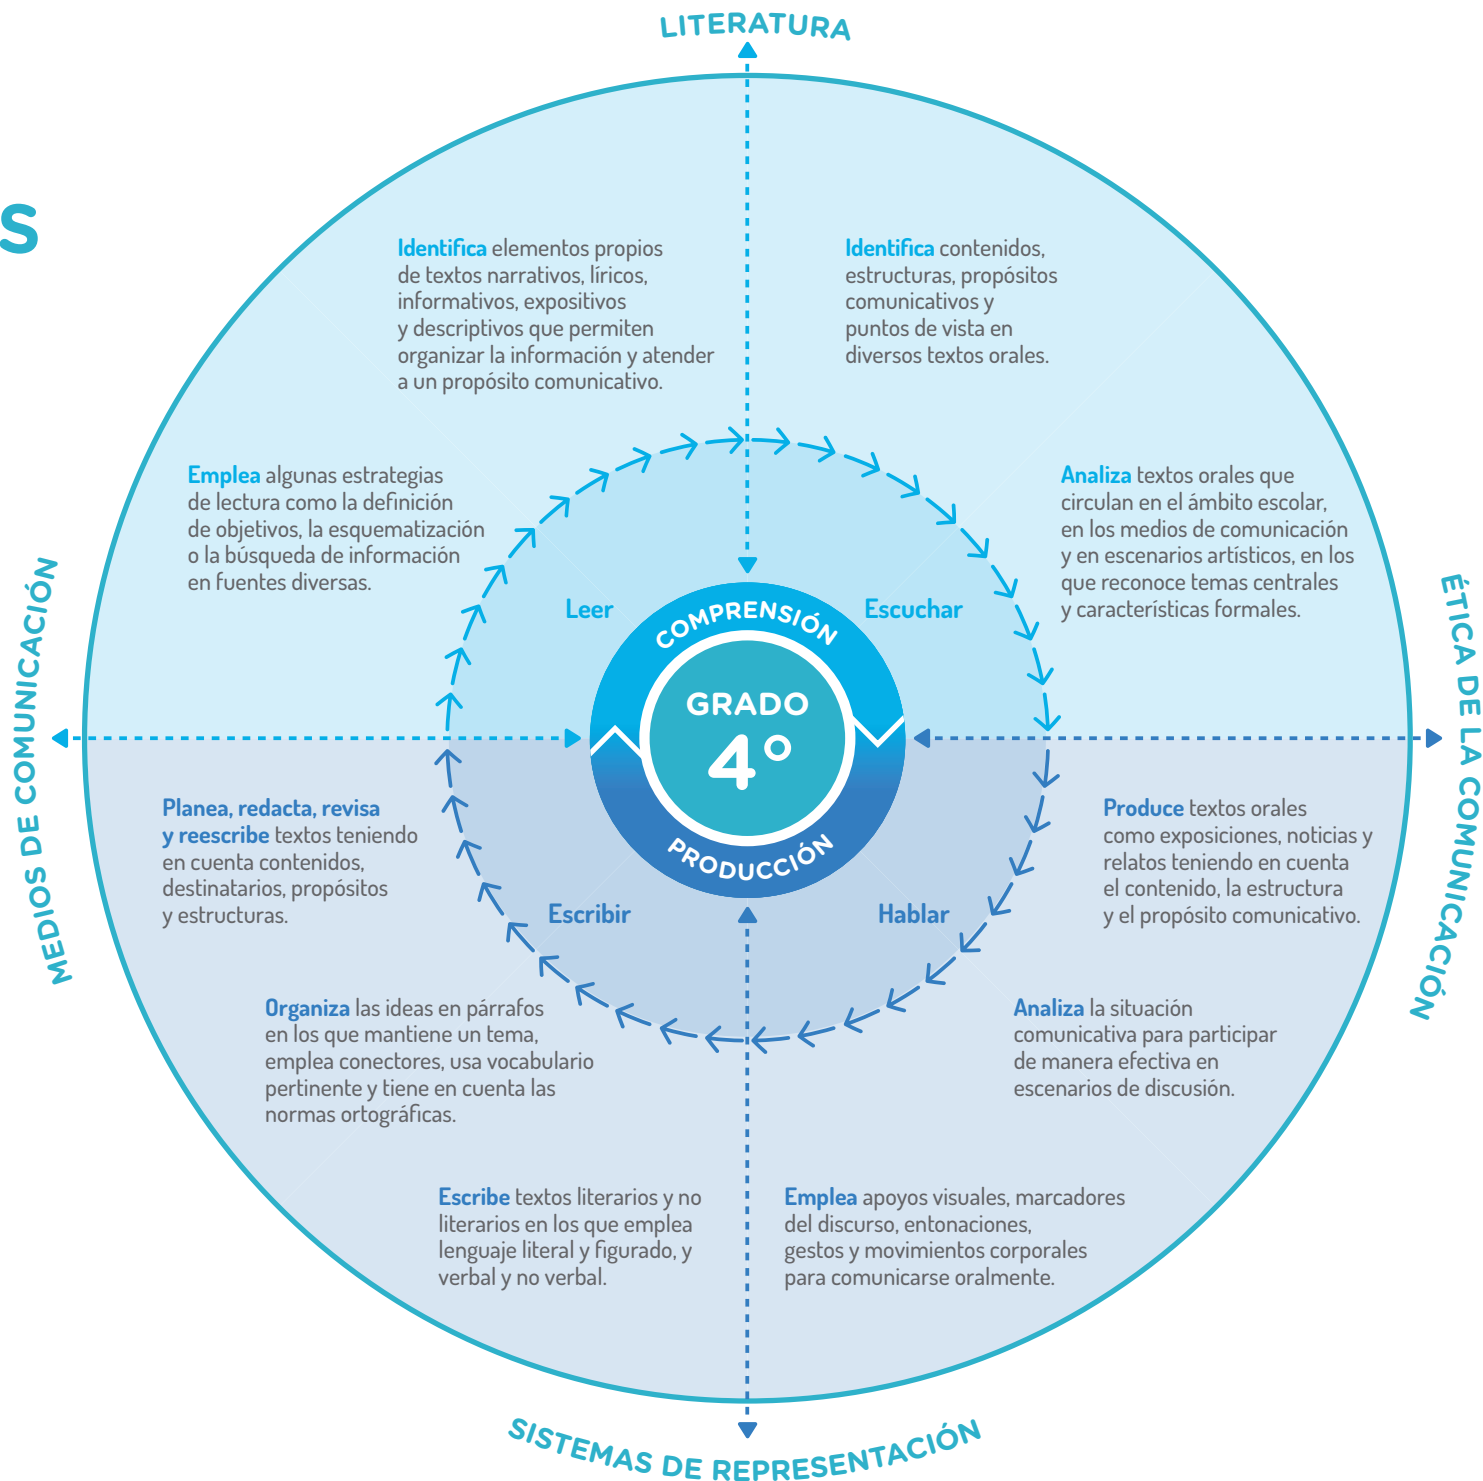 LITERATURA
S
Identifica elementos propios
de textos narrativos, líricos,
informativos, expositivos
y descriptivos que permiten
organizar la información y atender
a un propósito comunicativo.
Identifica contenidos,
estructuras, propósitos
comunicativos y
puntos de vista en
diversos textos orales.
Emplea algunas estrategias
de lectura como la definición
de objetivos, la esquematización
o la búsqueda de información
en fuentes diversas.
Analiza textos orales que
circulan en el ámbito escolar,
en los medios de comunicación
y en escenarios artísticos, en los
que reconoce temas centrales
y características formales.
Leer
Escuchar
COMPRENSIÓN
GRADO
4°
PRODUCCIÓN
MEDIOS DE COMUNICACIÓN
ÉTICA DE LA COMUNICACIÓN
Planea, redacta, revisa
y reescribe textos teniendo
en cuenta contenidos,
destinatarios, propósitos
y estructuras.
Produce textos orales
como exposiciones, noticias y
relatos teniendo en cuenta
el contenido, la estructura
y el propósito comunicativo.
Escribir
Hablar
Organiza las ideas en párrafos
en los que mantiene un tema,
emplea conectores, usa vocabulario
pertinente y tiene en cuenta las
normas ortográficas.
Analiza la situación
comunicativa para participar
de manera efectiva en
escenarios de discusión.
Escribe textos literarios y no
literarios en los que emplea
lenguaje literal y figurado, y
verbal y no verbal.
Emplea apoyos visuales, marcadores
del discurso, entonaciones,
gestos y movimientos corporales
para comunicarse oralmente.
SISTEMAS DE REPRESENTACIÓN